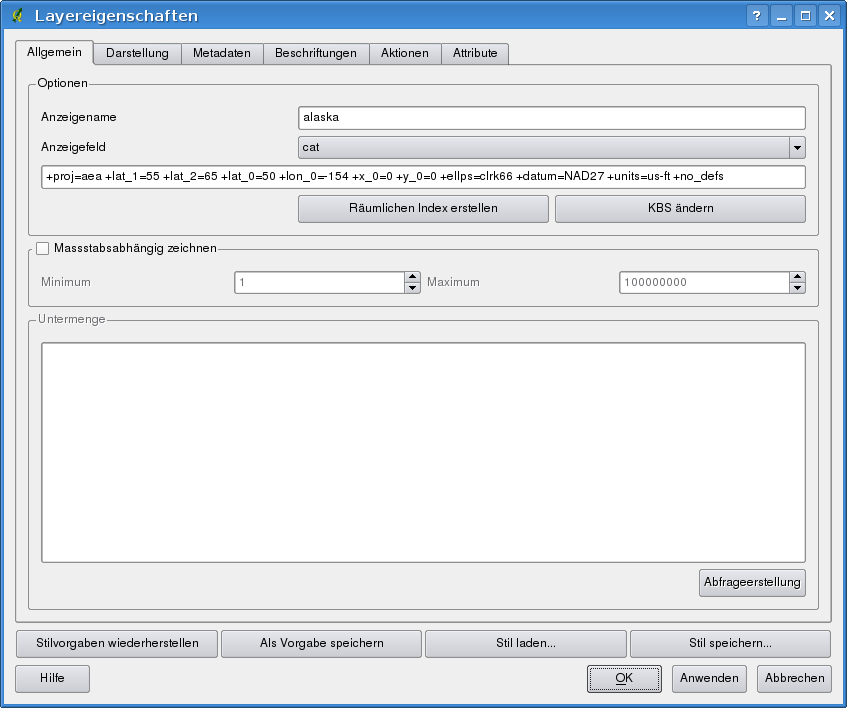 Layereigenschaften
Allgemein Darstellung Metadaten Beschriftungen Aktionen Attribute
Optionen
Anzeigename alaska
Anzeigefeld cat
+proj=aea +lat_1=55 +lat_2=65 +lat_0=50 +lon_0=-154 +x_0=0 +y_0=0 +ellps=clrk66 +datum=NAD27 +units=us-ft +no_defs
Räumlichen Index erstellen KBS ändern
Massstabsabhängig zeichnen
Minimum 1 Maximum 100000000
Untermenge
Abfrageerstellung
Stilvorgaben wiederherstellen Als Vorgabe speichern Stil laden... Stil speichern...
Hilfe OK Anwenden Abbrechen